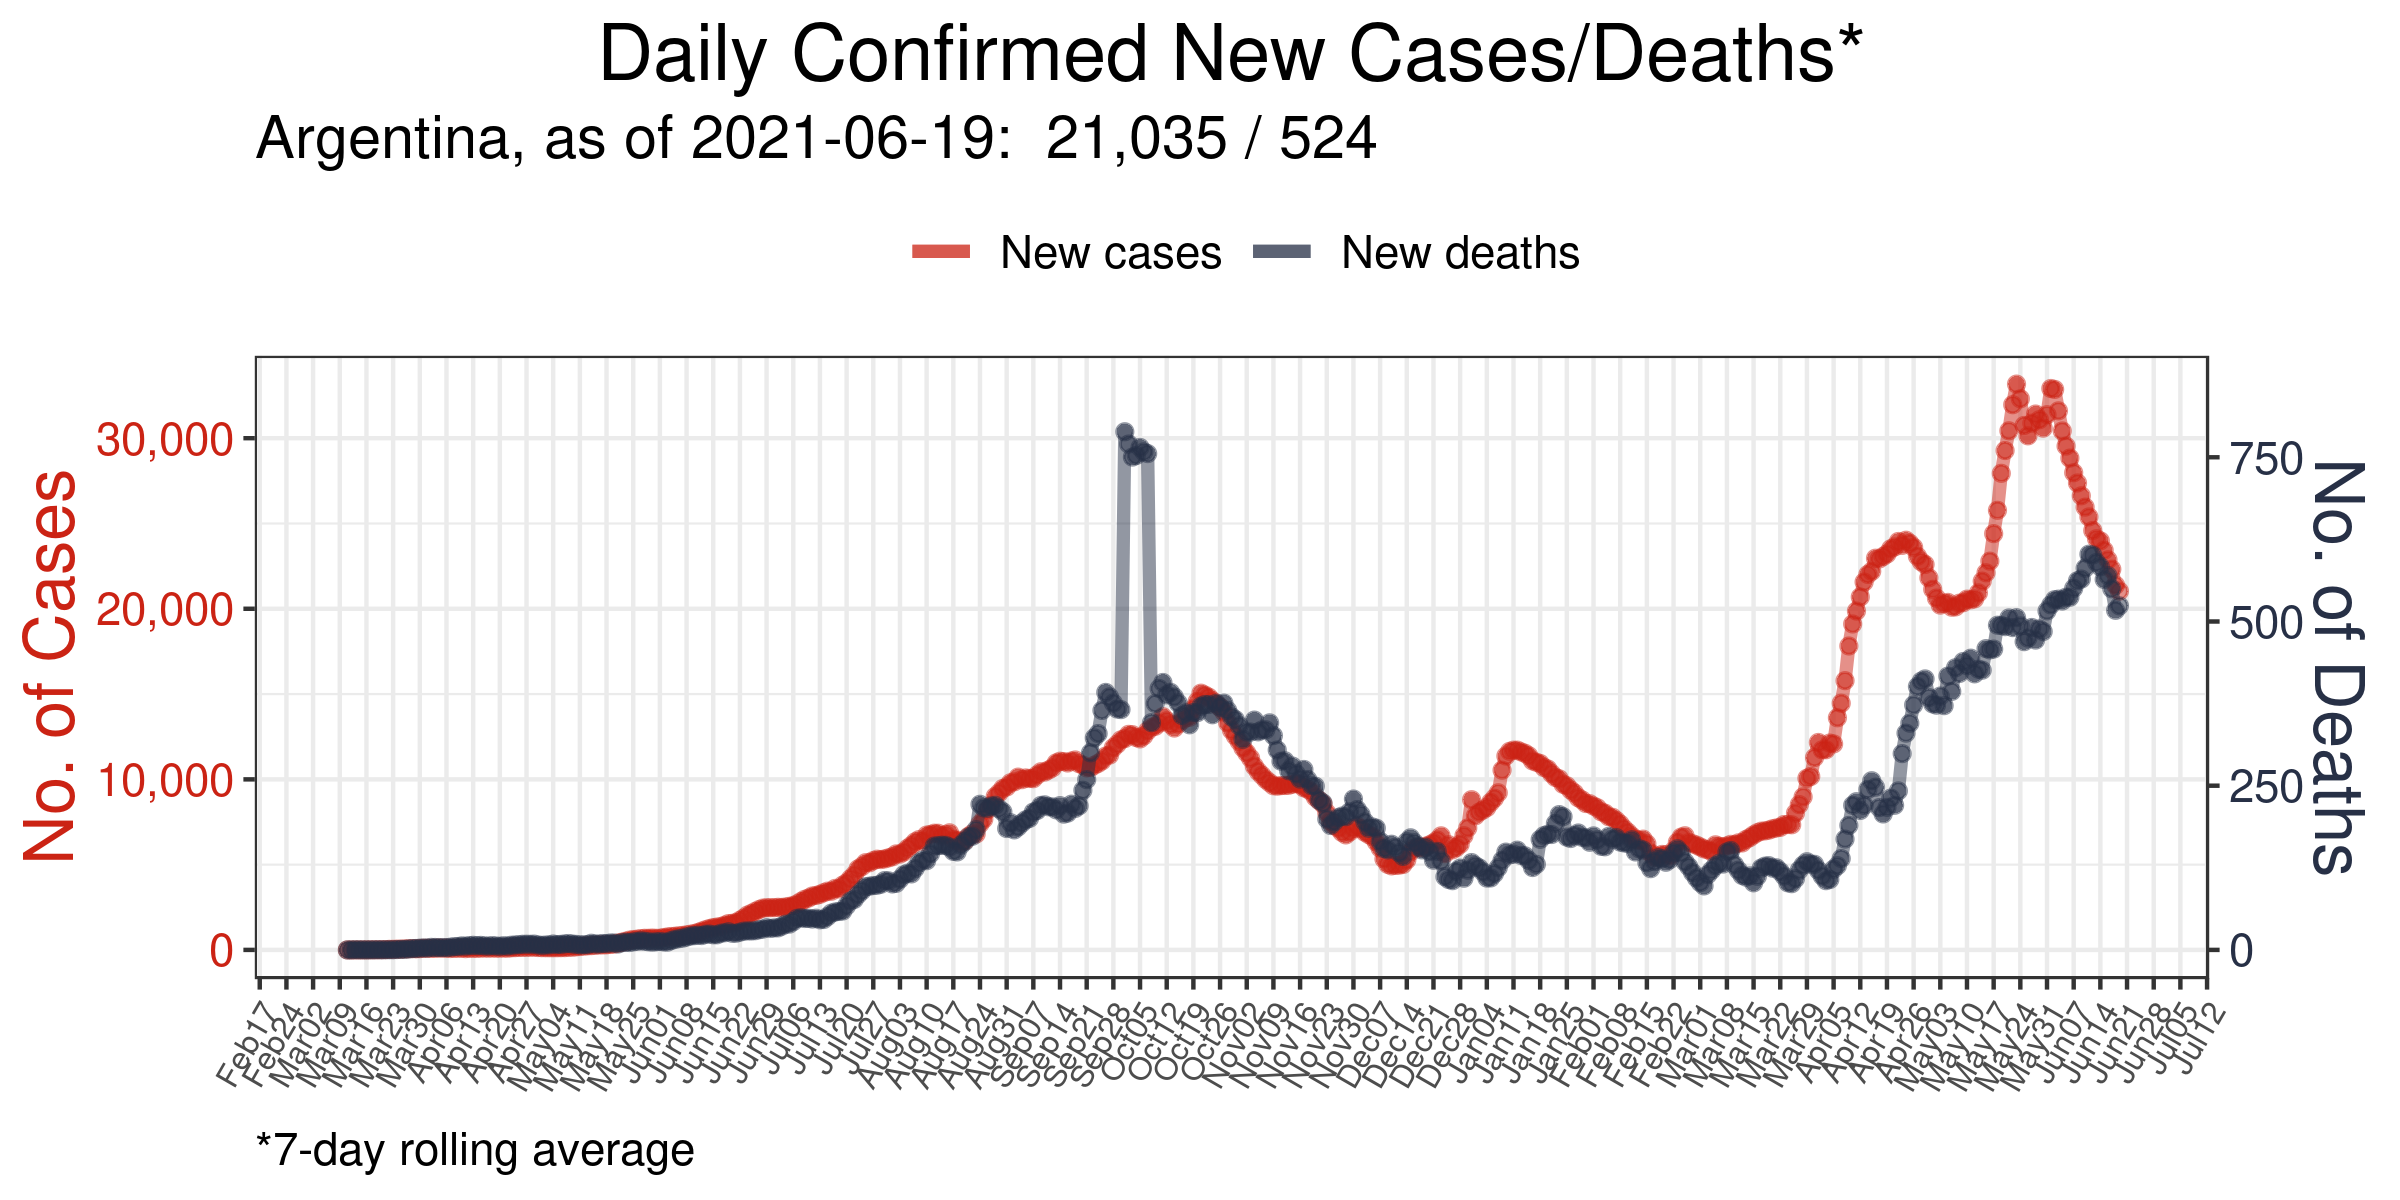 Daily Confirmed New Cases/Deaths*
Argentina, as of 2021-06-19:  21,035 / 524
New cases
New deaths
No. of Cases
30,000
20,000
10,000
0
750
500
250
0
No. of Deaths
Feb17
Feb24
Mar02
Mar09
Mar16
Mar23
Mar30
Apr06
Apr13
Apr20
Apr27
May04
May11
May18
May25
Jun01
Jun08
Jun15
Jun22
Jun29
Jul06
Jul13
Jul20
Jul27
Aug03
Aug10
Aug17
Aug24
Aug31
Sep07
Sep14
Sep21
Sep28
Oct05
Oct12
Oct19
Oct26
Nov02
Nov09
Nov16
Nov23
Nov30
Dec07
Dec14
Dec21
Dec28
Jan04
Jan11
Jan18
Jan25
Feb01
Feb08
Feb15
Feb22
Mar01
Mar08
Mar15
Mar22
Mar29
Apr05
Apr12
Apr19
Apr26
May03
May10
May17
May24
May31
Jun07
Jun14
Jun21
Jun28
Jul05
Jul12
*7-day rolling average